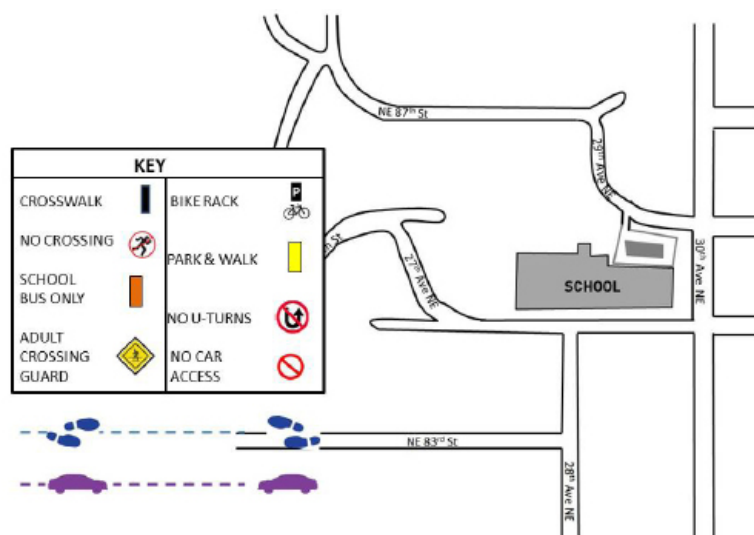 NE 87th St
29th Ave NE
30th Ave NE
SCHOOL
27th Ave NE
St
NE 83rd St
28th Ave NE
KEY
CROSSWALK
NO CROSSING
SCHOOL
BUS ONLY
ADULT
CROSSING
GUARD
BIKE RACK
P
PARK & WALK
NO U-TURNS
NO CAR
ACCESS